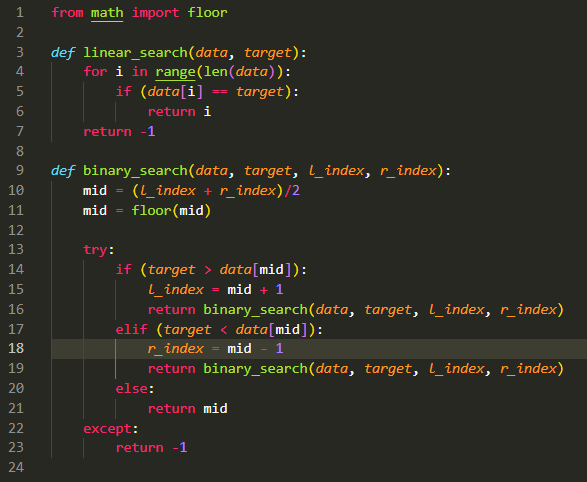 1 from math import floor
2
3 def linear_search(data, target):
4     for i in range(len(data)):
5         if (data[i] == target):
6             return i
7     return -1
8
9 def binary_search(data, target, l_index, r_index):
10     mid = (l_index + r_index)/2
11     mid = floor(mid)
12
13     try:
14         if (target > data[mid]):
15             l_index = mid + 1
16             return binary_search(data, target, l_index, r_index)
17         elif (target < data[mid]):
18             r_index = mid - 1
19             return binary_search(data, target, l_index, r_index)
20         else:
21             return mid
22     except:
23         return -1
24